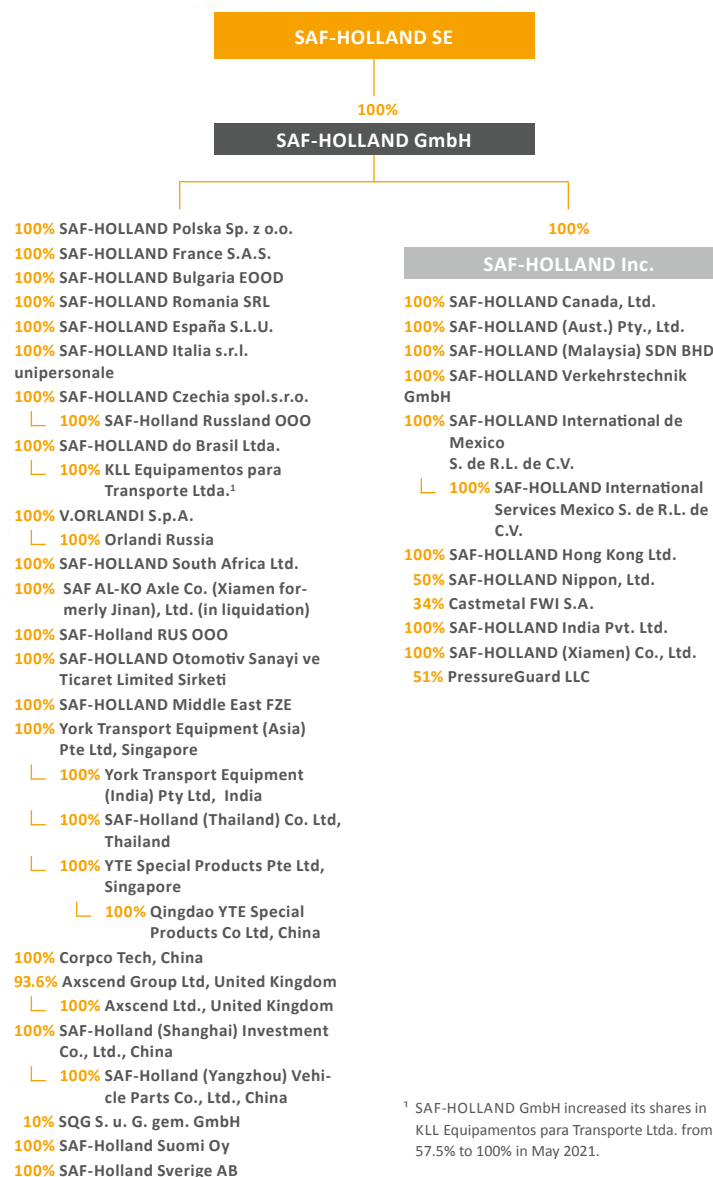 SAF-HOLLAND SE
100%
SAF-HOLLAND GmbH
100% SAF-HOLLAND Polska Sp. z o.o.
100% SAF-HOLLAND France S.A.S.
100% SAF-HOLLAND Bulgaria EOOD
100% SAF-HOLLAND Romania SRL
100% SAF-HOLLAND España S.L.U.
100% SAF-HOLLAND Italia s.r.l.
unipersonale
100% SAF-HOLLAND Czechia spol.s.r.o.
100% SAF-Holland Russland OOO
100% SAF-HOLLAND do Brasil Ltda.
100% KLL Equipamentos para
Transporte Ltda.¹
100% V.ORLANDI S.p.A.
100% Orlandi Russia
100% SAF-HOLLAND South Africa Ltd.
100% SAF AL-KO Axle Co. (Xiamen for-
merly Jinan), Ltd. (in liquidation)
100% SAF-Holland RUS OOO
100% SAF-HOLLAND Otomotiv Sanayi ve
Ticaret Limited Sirketi
100% SAF-HOLLAND Middle East FZE
100% York Transport Equipment (Asia)
Pte Ltd, Singapore
100% York Transport Equipment
(India) Pty Ltd, India
100% SAF-Holland (Thailand) Co. Ltd,
Thailand
100% YTE Special Products Pte Ltd,
Singapore
100% Qingdao YTE Special
Products Co Ltd, China
100% Corpco Tech, China
93.6% Axscend Group Ltd, United Kingdom
100% Axscend Ltd., United Kingdom
100% SAF-Holland (Shanghai) Investment
Co., Ltd., China
100% SAF-Holland (Yangzhou) Vehi-
cle Parts Co., Ltd., China
10% SQG S. u. G. gem. GmbH
100% SAF-Holland Suomi Oy
100% SAF-Holland Sverige AB
100%
SAF-HOLLAND Inc.
100% SAF-HOLLAND Canada, Ltd.
100% SAF-HOLLAND (Aust.) Pty., Ltd.
100% SAF-HOLLAND (Malaysia) SDN BHD
100% SAF-HOLLAND Verkehrstechnik
GmbH
100% SAF-HOLLAND International de
Mexico
S. de R.L. de C.V.
100% SAF-HOLLAND International
Services Mexico S. de R.L. de
C.V.
100% SAF-HOLLAND Hong Kong Ltd.
50% SAF-HOLLAND Nippon, Ltd.
34% Castmetal FWI S.A.
100% SAF-HOLLAND India Pvt. Ltd.
100% SAF-HOLLAND (Xiamen) Co., Ltd.
51% PressureGuard LLC
¹ SAF-HOLLAND GmbH increased its shares in
KLL Equipamentos para Transporte Ltda. from
57.5% to 100% in May 2021.